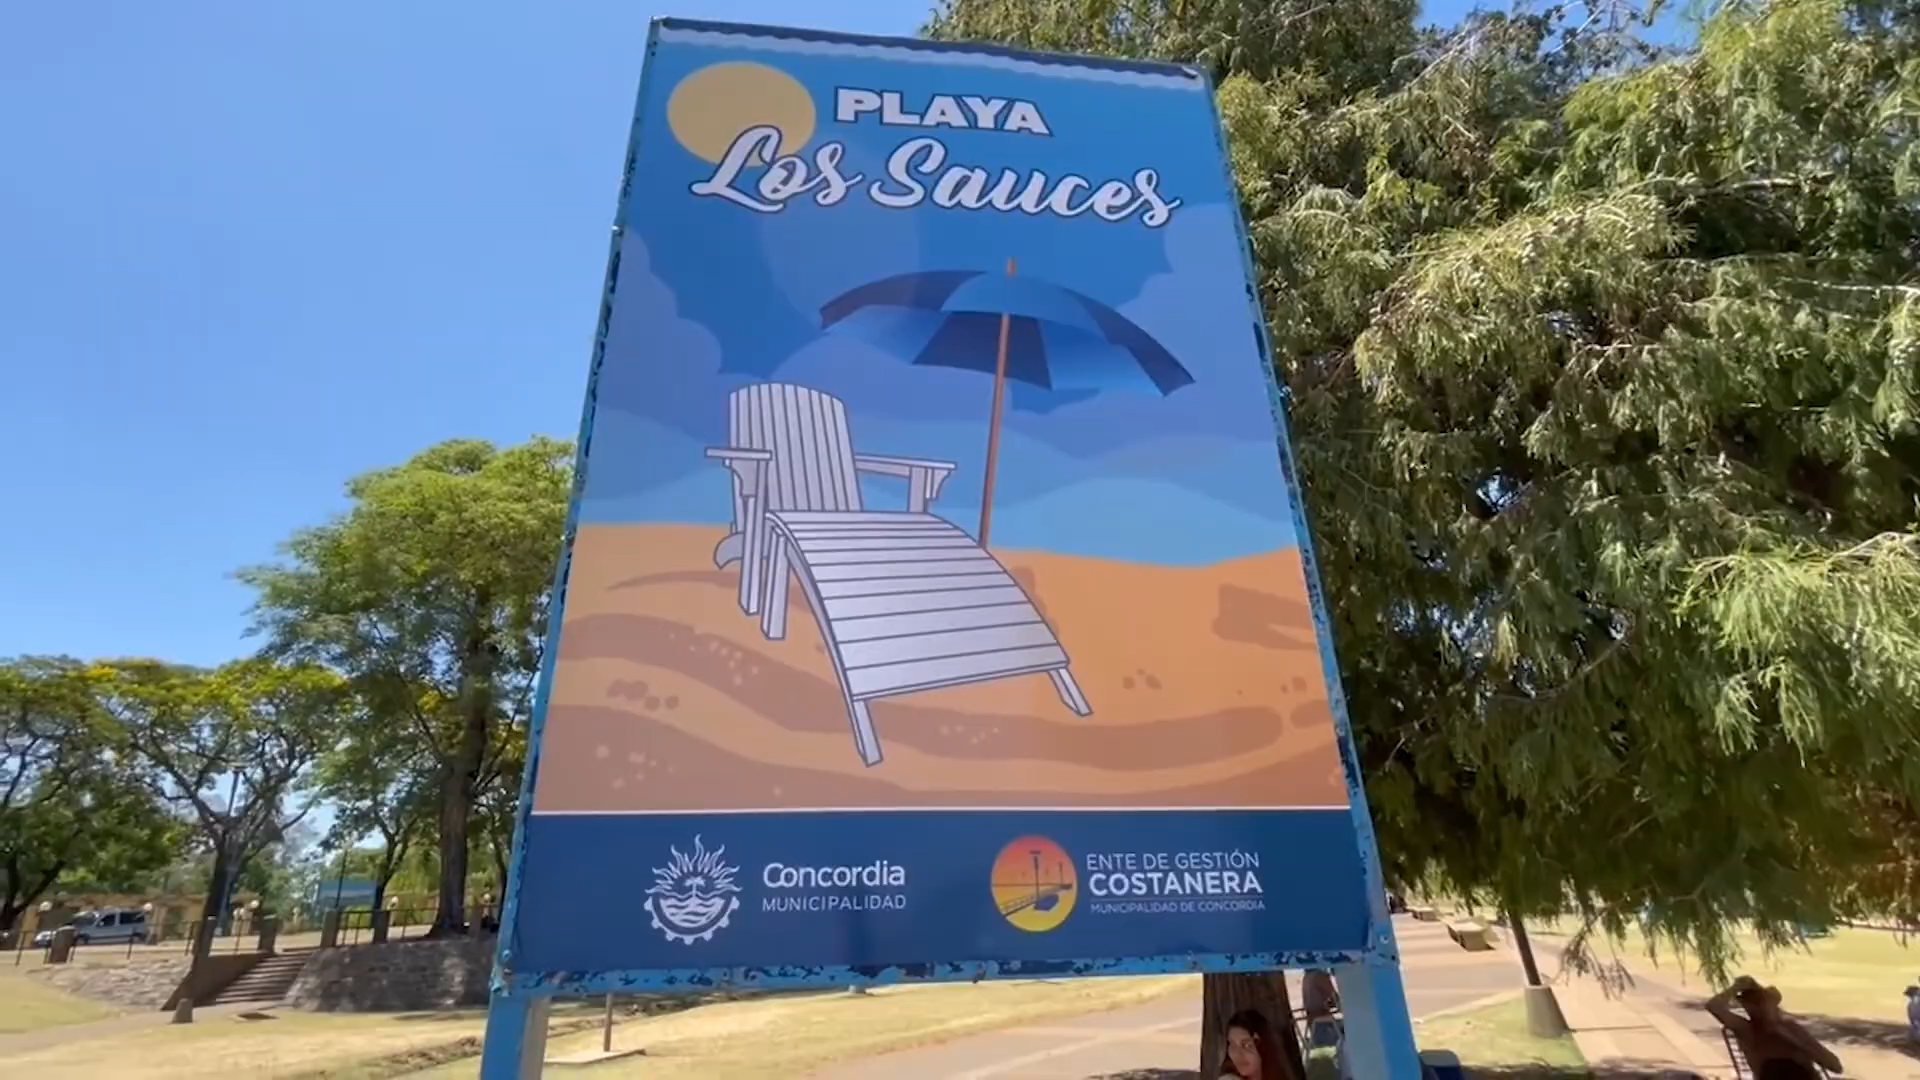 PLAYA
Los Sauces
Concordia
MUNICIPALIDAD
ENTE DE GESTIÓN
COSTANERA
MUNICIPALIDAD DE CONCORDIA